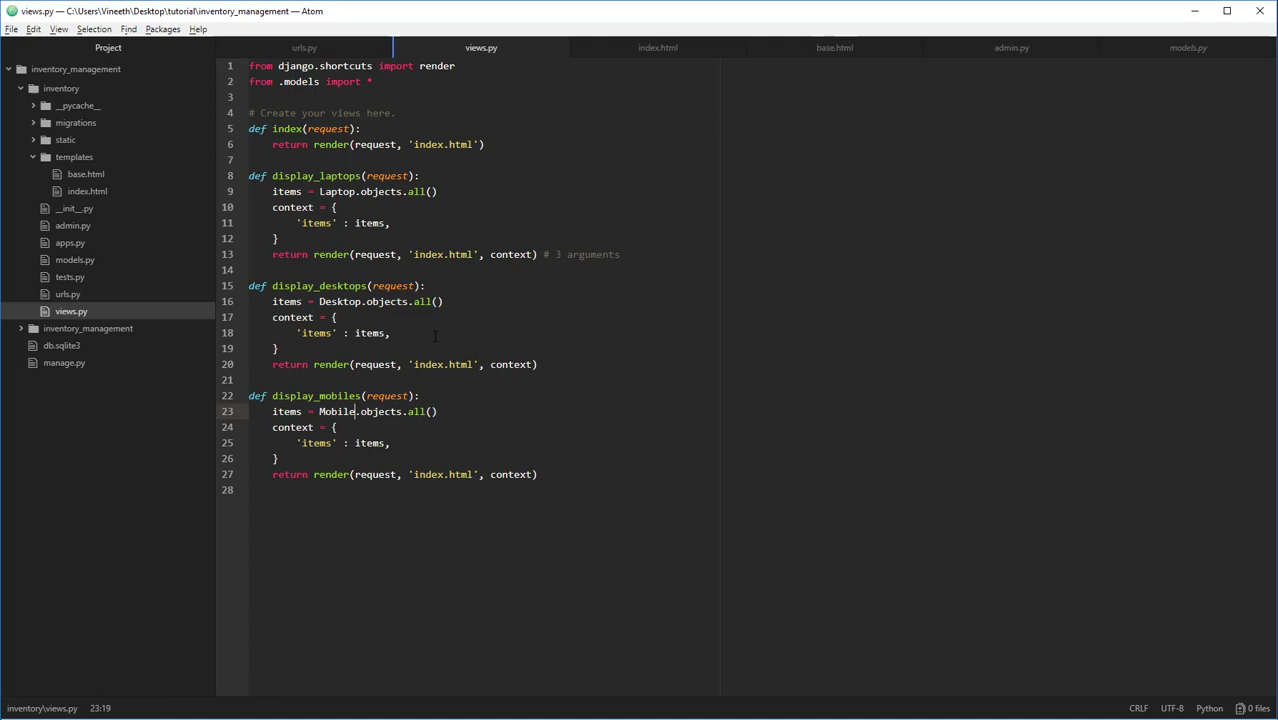 views.py — C:\Users\Vineeth\Desktop\tutorial\inventory_management — Atom
File Edit View Selection Find Packages Help
Project
inventory_management
inventory
__pycache__
migrations
static
templates
base.html
index.html
__init__.py
admin.py
apps.py
models.py
tests.py
urls.py
views.py
inventory_management
db.sqlite3
manage.py
urls.py views.py index.html base.html admin.py models.py
1 from django.shortcuts import render
2 from .models import *
3
4 # Create your views here.
5 def index(request):
6     return render(request, 'index.html')
7
8 def display_laptops(request):
9     items = Laptop.objects.all()
10     context = {
11         'items' : items,
12     }
13     return render(request, 'index.html', context) # 3 arguments
14
15 def display_desktops(request):
16     items = Desktop.objects.all()
17     context = {
18         'items' : items,
19     }
20     return render(request, 'index.html', context)
21
22 def display_mobiles(request):
23     items = Mobile.objects.all()
24     context = {
25         'items' : items,
26     }
27     return render(request, 'index.html', context)
28
inventory\views.py 23:19 CRLF UTF-8 Python 0 files